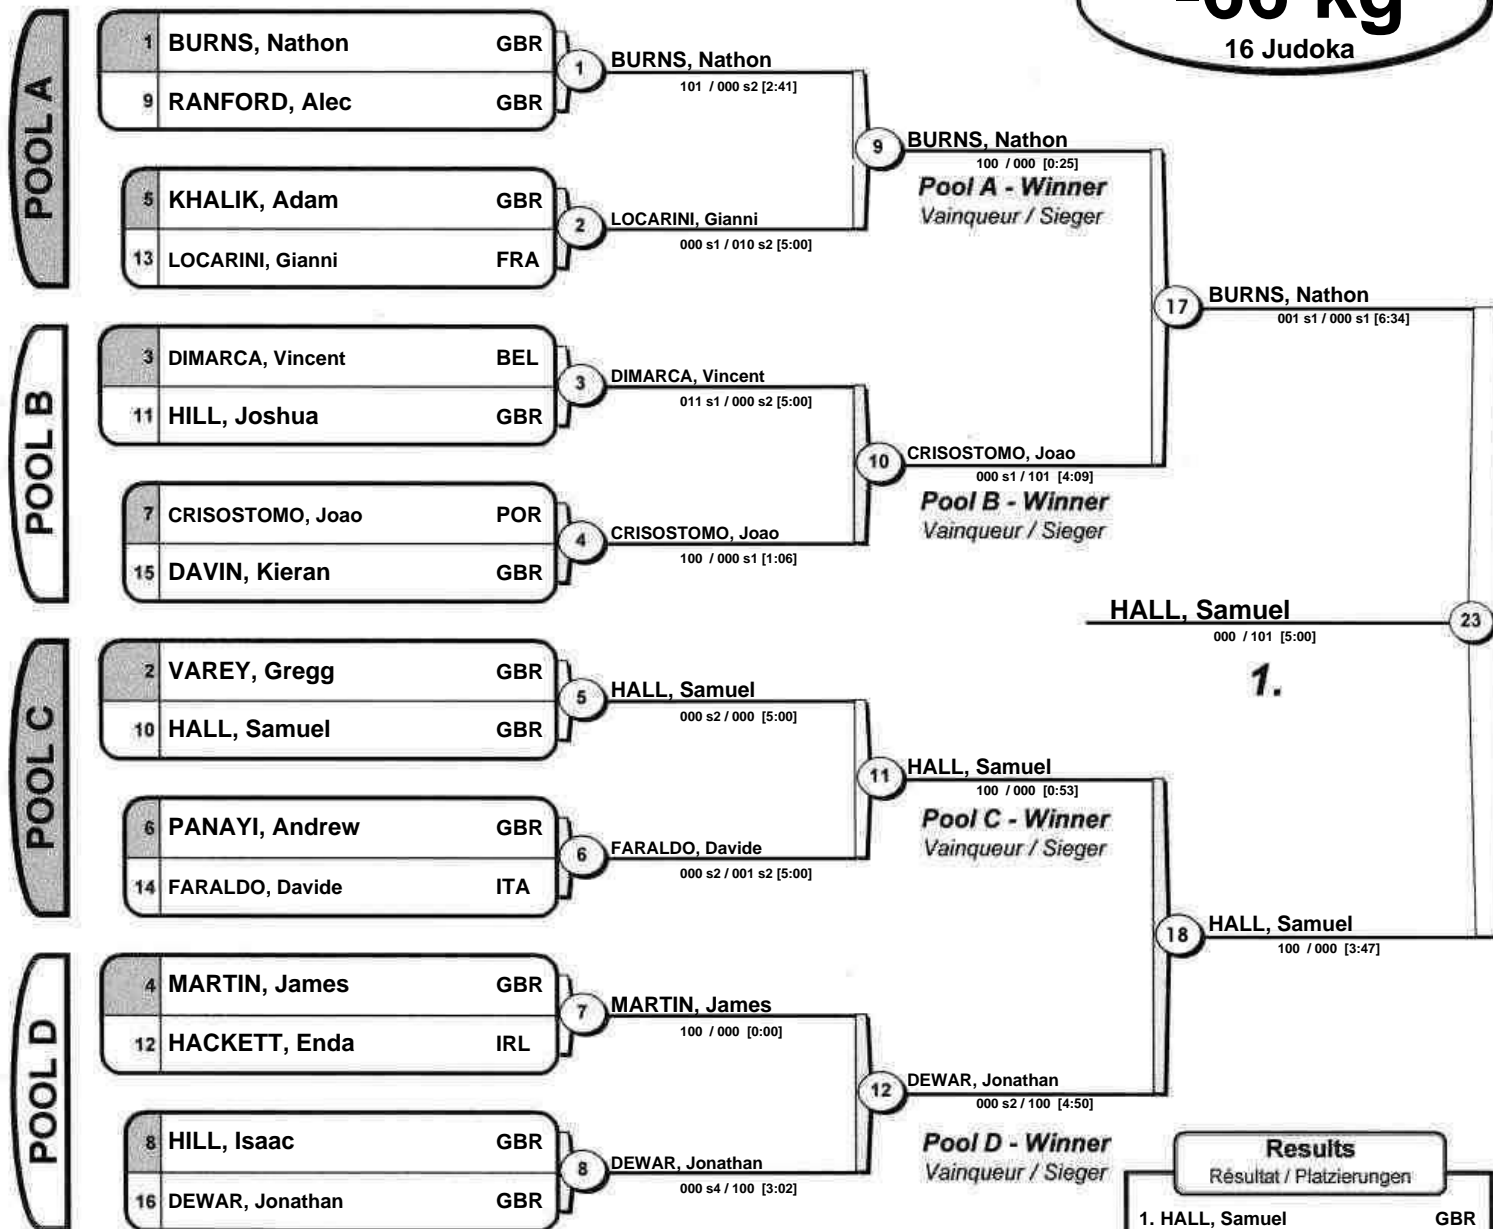 -60 kg
16 Judoka
POOL A
1 BURNS, Nathon GBR
9 RANFORD, Alec GBR
1
BURNS, Nathon
101 / 000 s2 [2:41]
5 KHALIK, Adam GBR
13 LOCARINI, Gianni FRA
2
LOCARINI, Gianni
000 s1 / 010 s2 [5:00]
9
BURNS, Nathon
100 / 000 [0:25]
Pool A - Winner
Vainqueur / Sieger
POOL B
3 DIMARCA, Vincent BEL
11 HILL, Joshua GBR
3
DIMARCA, Vincent
011 s1 / 000 s2 [5:00]
7 CRISOSTOMO, Joao POR
15 DAVIN, Kieran GBR
4
CRISOSTOMO, Joao
100 / 000 s1 [1:06]
10
CRISOSTOMO, Joao
000 s1 / 101 [4:09]
Pool B - Winner
Vainqueur / Sieger
17
BURNS, Nathon
001 s1 / 000 s1 [6:34]
POOL C
2 VAREY, Gregg GBR
10 HALL, Samuel GBR
5
HALL, Samuel
000 s2 / 000 [5:00]
6 PANAYI, Andrew GBR
14 FARALDO, Davide ITA
6
FARALDO, Davide
000 s2 / 001 s2 [5:00]
11
HALL, Samuel
100 / 000 [0:53]
Pool C - Winner
Vainqueur / Sieger
POOL D
4 MARTIN, James GBR
12 HACKETT, Enda IRL
7
MARTIN, James
100 / 000 [0:00]
8 HILL, Isaac GBR
16 DEWAR, Jonathan GBR
8
DEWAR, Jonathan
000 s4 / 100 [3:02]
12
DEWAR, Jonathan
000 s2 / 100 [4:50]
Pool D - Winner
Vainqueur / Sieger
18
HALL, Samuel
100 / 000 [3:47]
23
HALL, Samuel
000 / 101 [5:00]
1.
Results
Résultat / Platzierungen
1. HALL, Samuel GBR